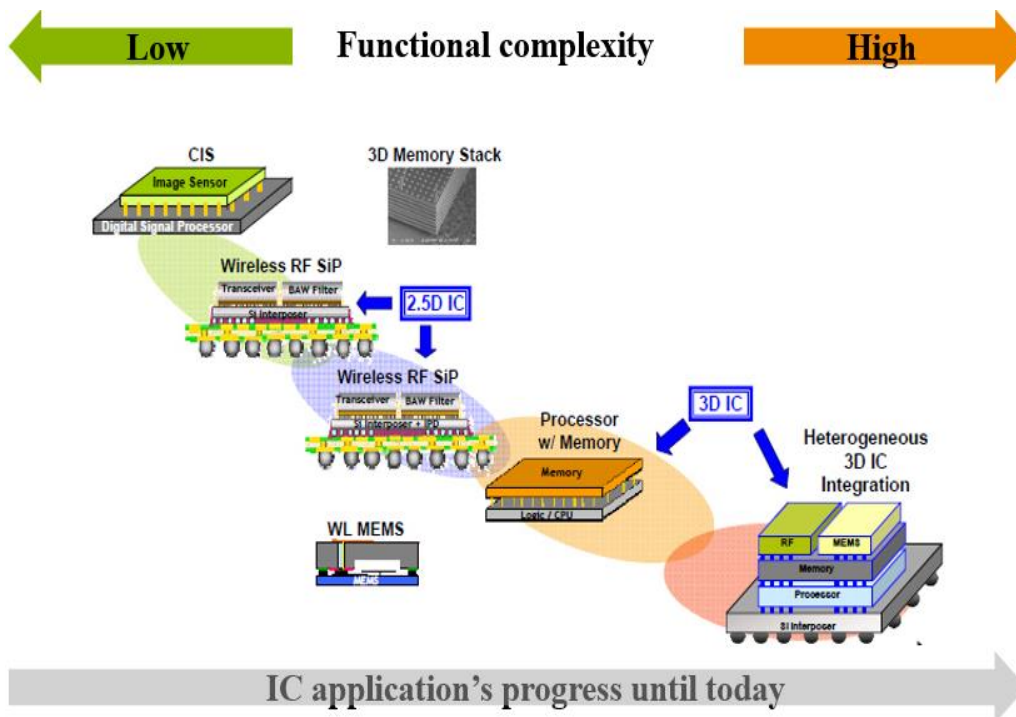 Low
Functional complexity
High
CIS
Image Sensor
Digital Signal Processor
3D Memory Stack
Wireless RF SiP
Transceiver
BAW Filter
Si Interposer
2.5D IC
Wireless RF SiP
Transceiver
BAW Filter
Si Interposer + IPD
3D IC
Processor
w/ Memory
Memory
Logic / CPU
Heterogeneous
3D IC
Integration
RF
MEMS
Memory
Processor
Si Interposer
WL MEMS
MEMS
IC application's progress until today